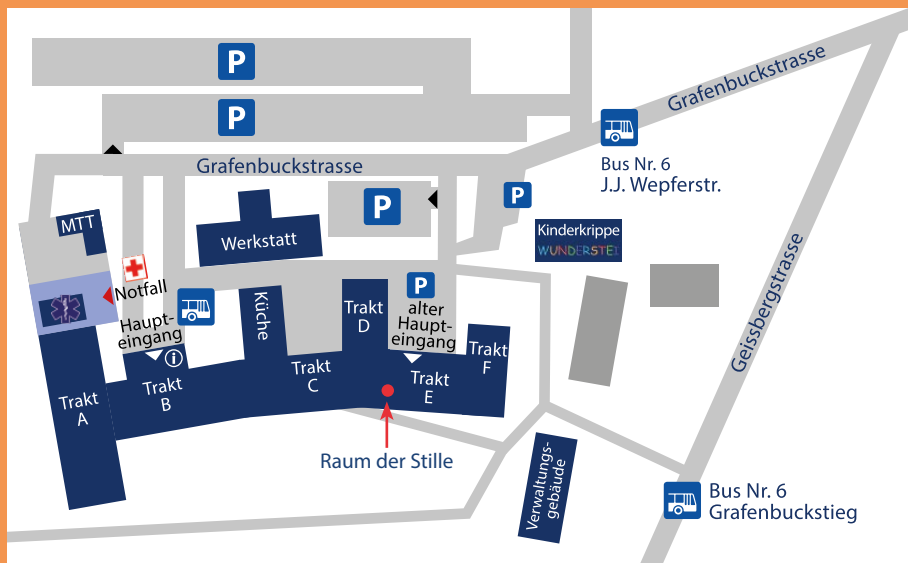 P
P
Grafenbuckstrasse
Grafenbuckstrasse
Bus Nr. 6
J.J. Wepferstr.
P
P
MTT
Werkstatt
Kinderkrippe
WUNDERSTEI
Notfall
Haupt-
eingang
i
Küche
Trakt
D
P
alter
Haupt-
eingang
Trakt
F
Trakt
A
Trakt
B
Trakt
C
Trakt
E
Raum der Stille
Geissbergstrasse
Verwaltungs-
gebäude
Bus Nr. 6
Grafenbuckstieg